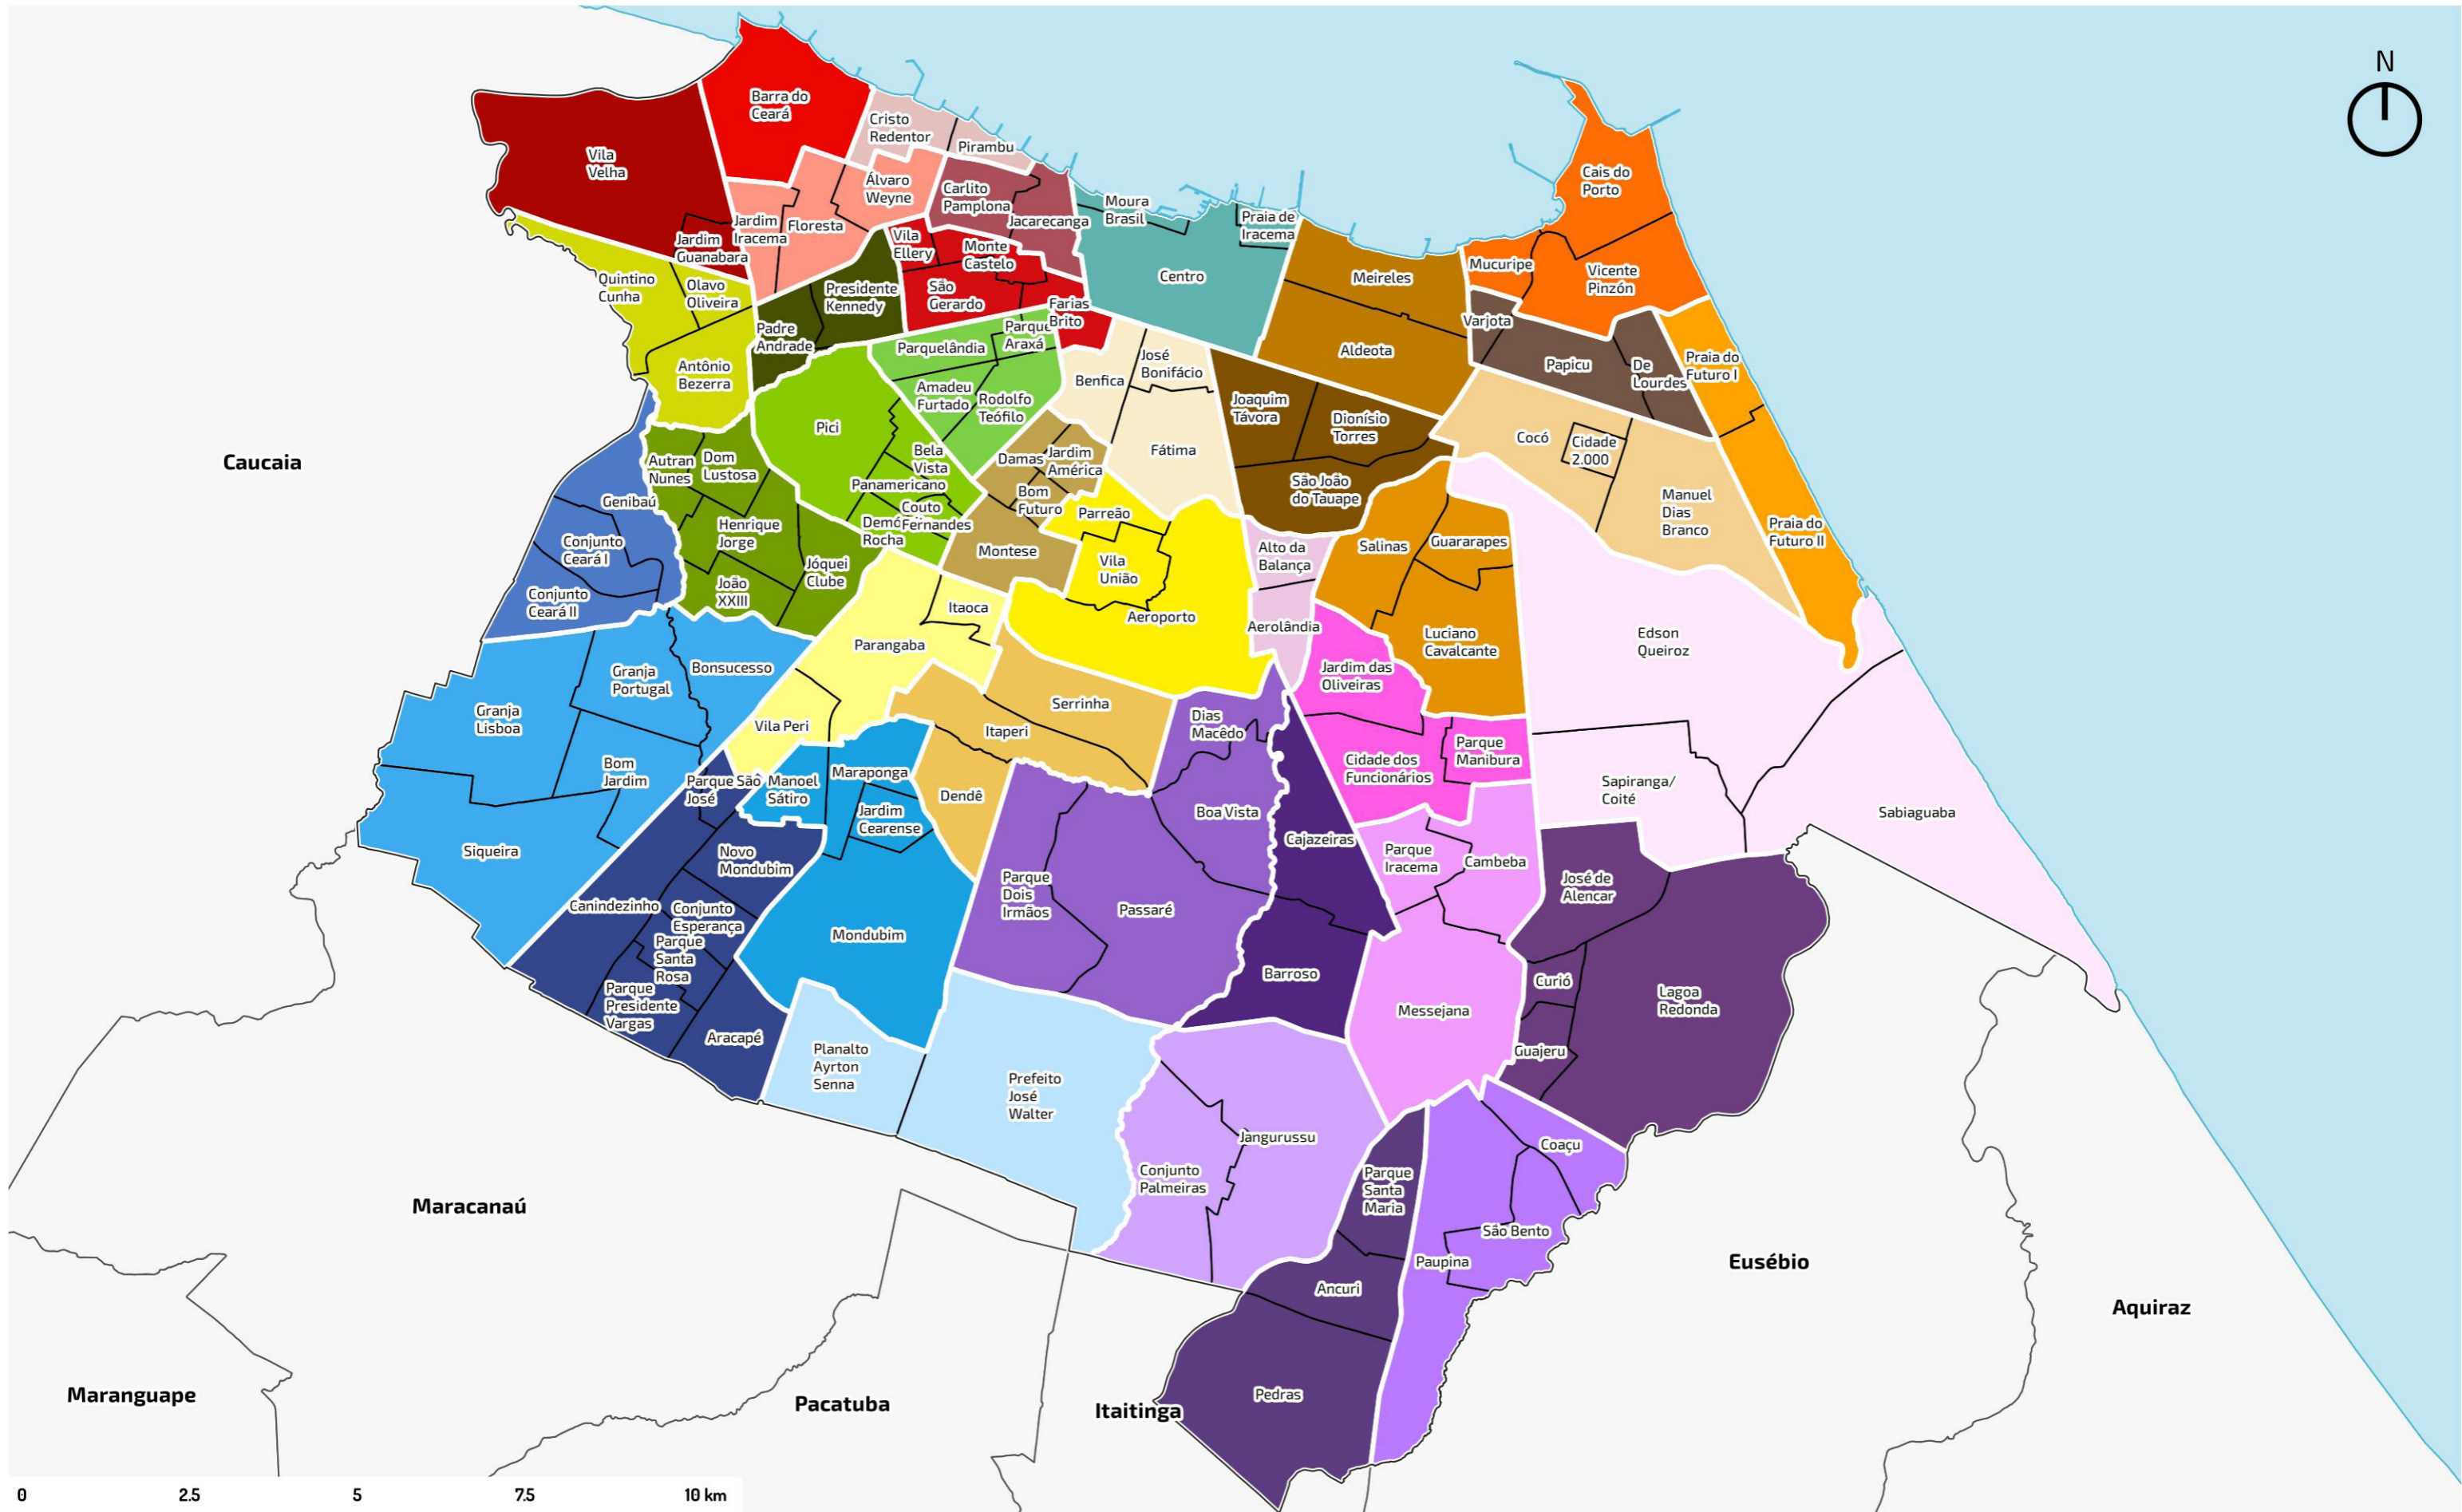 N
Barra do
Ceará
Cristo
Redentor
Pirambu
Vila
Velha
Álvaro
Weyne
Carlito
Pamplona
Jacarecanga
Moura
Brasil
Praia de
Iracema
Cais do
Porto
Jardim
Iracema
Floresta
Jardim
Guanabara
Vila
Ellery
Monte
Castelo
Centro
Meireles
Mucuripe
Vicente
Pinzón
Quintino
Cunha
Olavo
Oliveira
Presidente
Kennedy
São
Gerardo
Farias
Brito
Varjota
Padre
Andrade
Parquelândia
Parque
Araxá
José
Bonifácio
Aldeota
Papicu
De
Lourdes
Praia do
Futuro I
Antônio
Bezerra
Amadeu
Furtado
Rodolfo
Teófilo
Benfica
Joaquim
Távora
Dionísio
Torres
Pici
Cocó
Cidade
2.000
Caucaia
Autran
Nunes
Dom
Lustosa
Bela
Vista
Damas
Jardim
América
Fátima
Panamericano
São João
do Tauape
Genibaú
Bom
Futuro
Parreão
Manuel
Dias
Branco
Praia do
Futuro II
Henrique
Jorge
Couto
Fernandes
Demó
Rocha
Conjunto
Ceará I
Montese
Alto da
Balança
Salinas
Guararapes
Jóquei
Clube
Vila
União
Conjunto
Ceará II
João
XXIII
Itaoca
Aeroporto
Aerolândia
Parangaba
Luciano
Cavalcante
Edson
Queiroz
Granja
Portugal
Bonsucesso
Jardim das
Oliveiras
Granja
Lisboa
Vila Peri
Serrinha
Itaperi
Dias
Macêdo
Bom
Jardim
Parque São
José
Manoel
Sátiro
Maraponga
Dendê
Cidade dos
Funcionários
Parque
Manibura
Sapiranga/
Coité
Sabiaguaba
Jardim
Cearense
Boa Vista
Cajazeiras
Siqueira
Novo
Mondubim
Parque
Iracema
Cambeba
Canindezinho
Conjunto
Esperança
Parque
Dois
Irmãos
Passaré
José de
Alencar
Mondubim
Parque
Santa
Rosa
Barroso
Curió
Lagoa
Redonda
Parque
Presidente
Vargas
Messejana
Aracapé
Guajeru
Planalto
Ayrton
Senna
Prefeito
José
Walter
Jangurussu
Coaçu
Conjunto
Palmeiras
Parque
Santa
Maria
Maracanaú
São Bento
Paupina
Eusébio
Ancuri
Aquiraz
Maranguape
Pacatuba
Itaitinga
Pedras
0 2.5 5 7.5 10 km